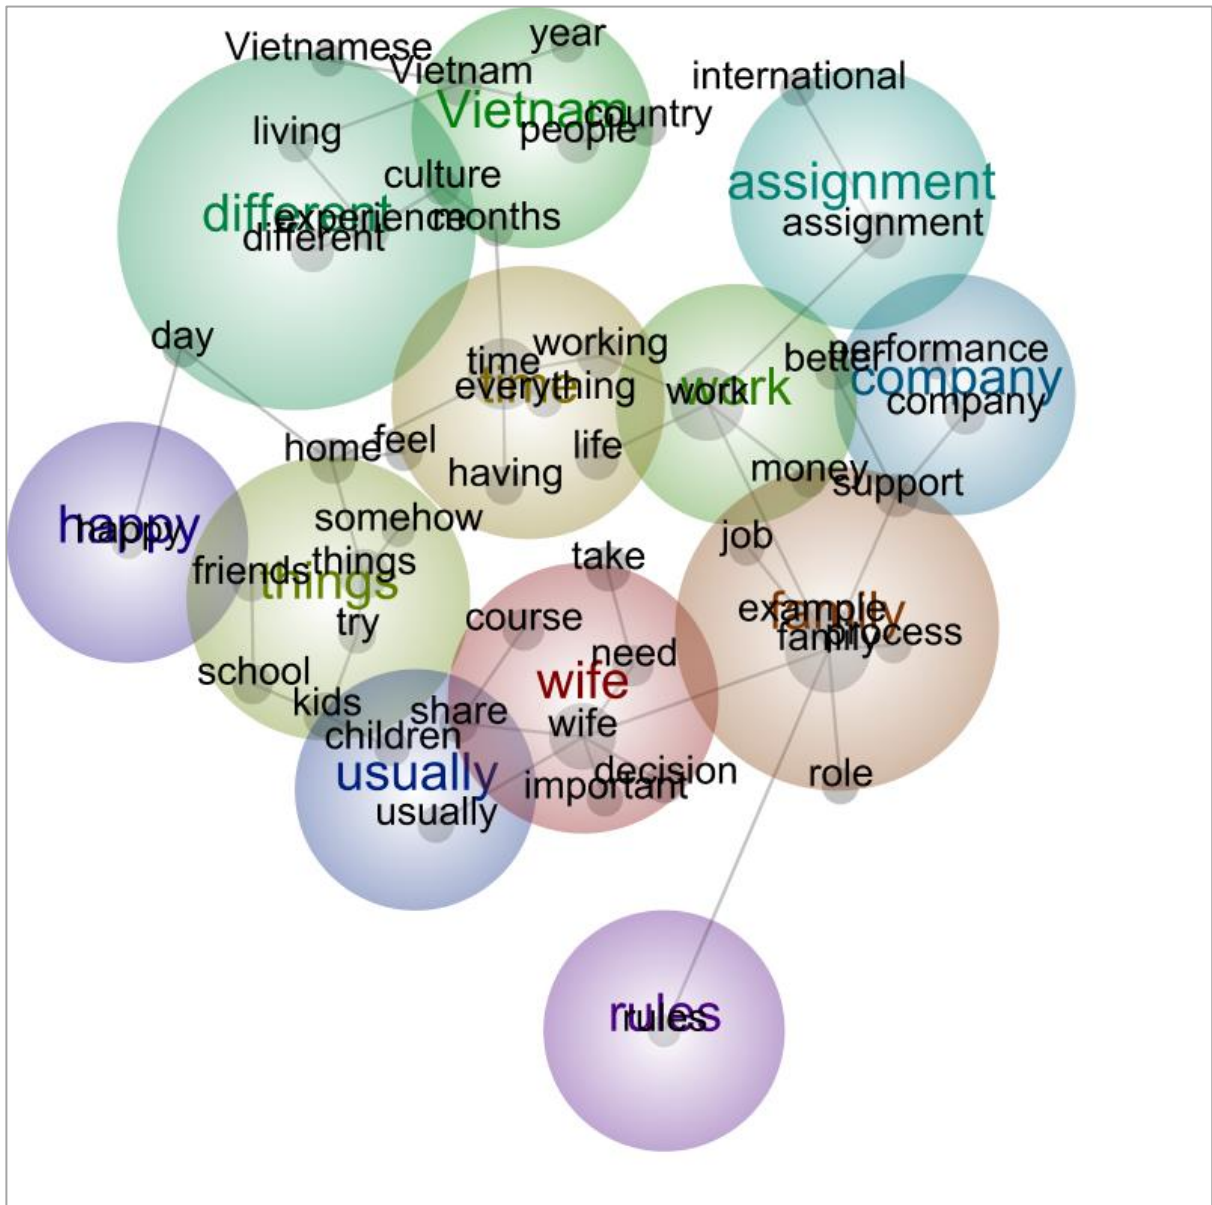 year
Vietnamese
Vietnam
international
Vietnam
country
people
living
culture
assignment
different
experience
months
assignment
different
day
working
performance
time
better
everything
time
work
work
company
company
home
feel
life
having
money
support
somehow
happy
happy
job
take
things
friends
things
try
course
example
family
family
process
need
school
wife
kids
share
wife
children
usually
decision
important
role
usually
rules
rules